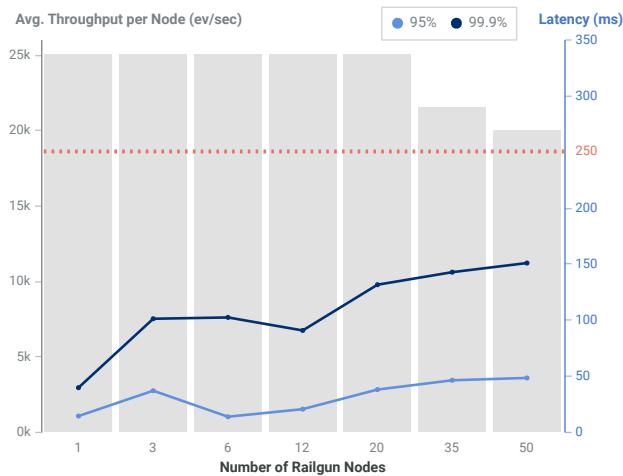 Avg. Throughput per Node (ev/sec)
95% 99.9%
Latency (ms)
25k
20k
15k
10k
5k
0k
350
300
250
200
150
100
50
0
1 3 6 12 20 35 50
Number of Railgun Nodes